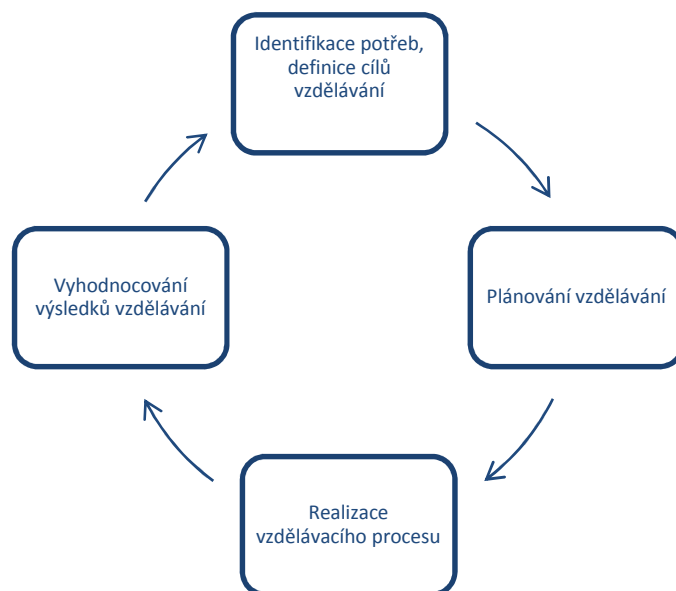 Identifikace potřeb,
definice cílů
vzdělávání
Plánování vzdělávání
Realizace
vzdělávacího procesu
Vyhodnocování
výsledků vzdělávání